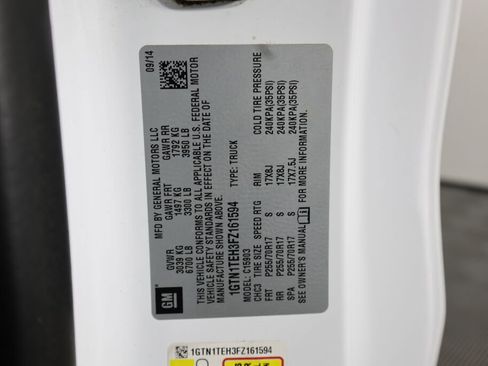 MFD BY GENERAL MOTORS LLC 09/14
GVWR GAWR FRT GAWR RR
3039 KG 1497 KG 1792 KG
6700 LB 3300 LB 3950 LB
THIS VEHICLE CONFORMS TO ALL APPLICABLE U.S. FEDERAL MOTOR
VEHICLE SAFETY STANDARDS IN EFFECT ON THE DATE OF
MANUFACTURE SHOWN ABOVE.
1GTN1TEH3FZ161594 TYPE: TRUCK
MODEL: C15903
CHC3 TIRE SIZE SPEED RTG RIM COLD TIRE PRESSURE
FRT P255/70R17 S 17X8J 240KPA(35PSI)
RR P255/70R17 S 17X8J 240KPA(35PSI)
SPA P255/70R17 S 17X7.5J 240KPA(35PSI)
SEE OWNER'S MANUAL FOR MORE INFORMATION.
GM
1GTN1TEH3FZ161594